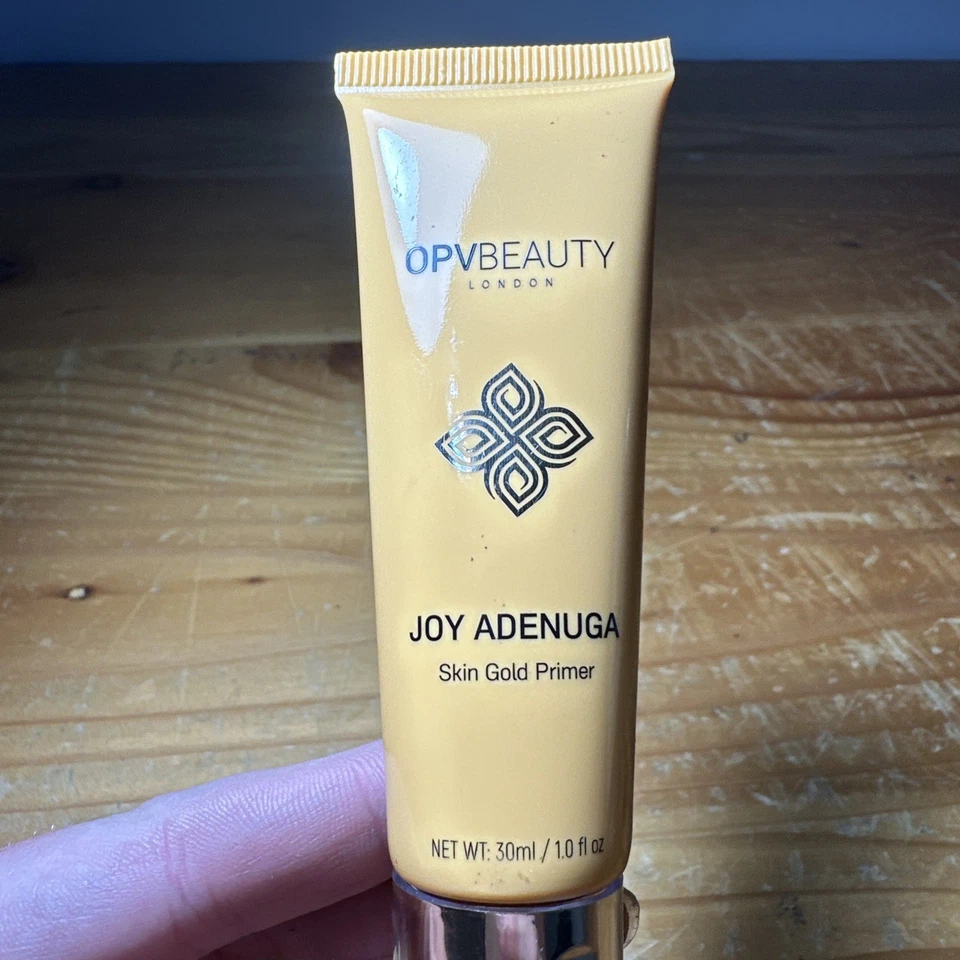 OPVBEAUTY
LONDON
JOY ADENUGA
Skin Gold Primer
NET WT: 30ml / 1.0 fl oz